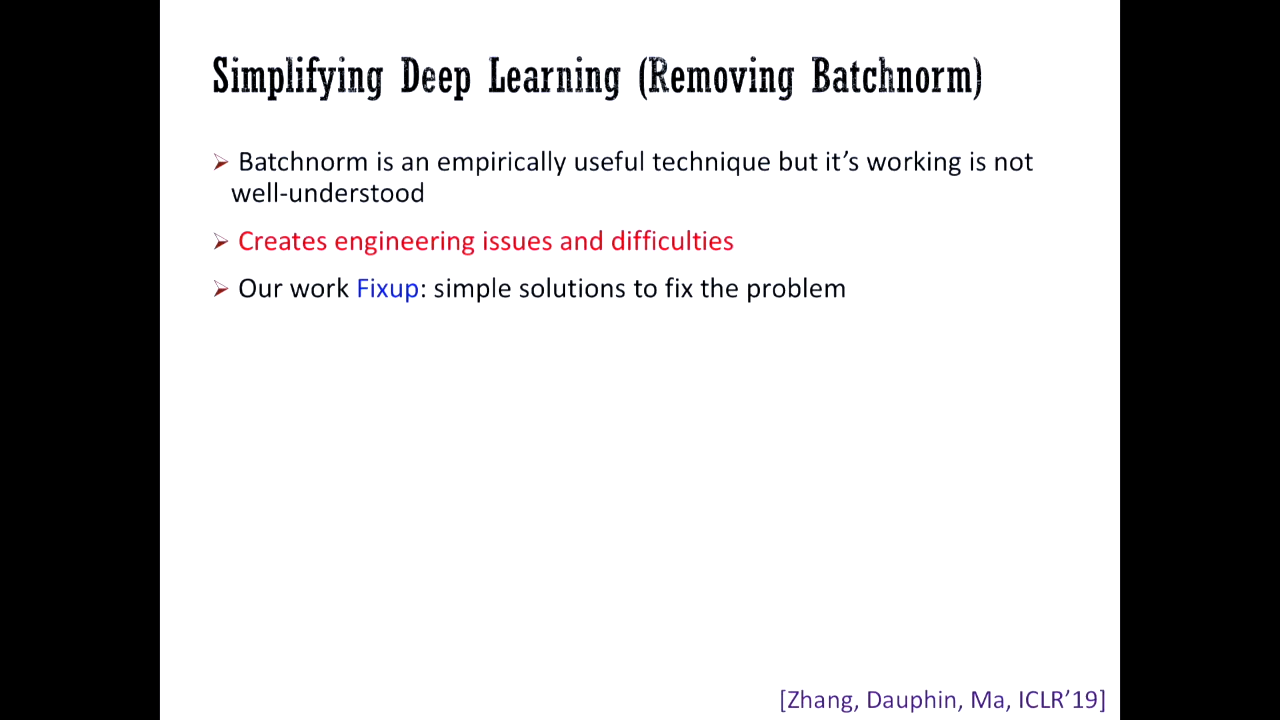 Simplifying Deep Learning (Removing Batchnorm)
➢ Batchnorm is an empirically useful technique but it’s working is not
well-understood
➢ Creates engineering issues and difficulties
➢ Our work Fixup: simple solutions to fix the problem
[Zhang, Dauphin, Ma, ICLR’19]